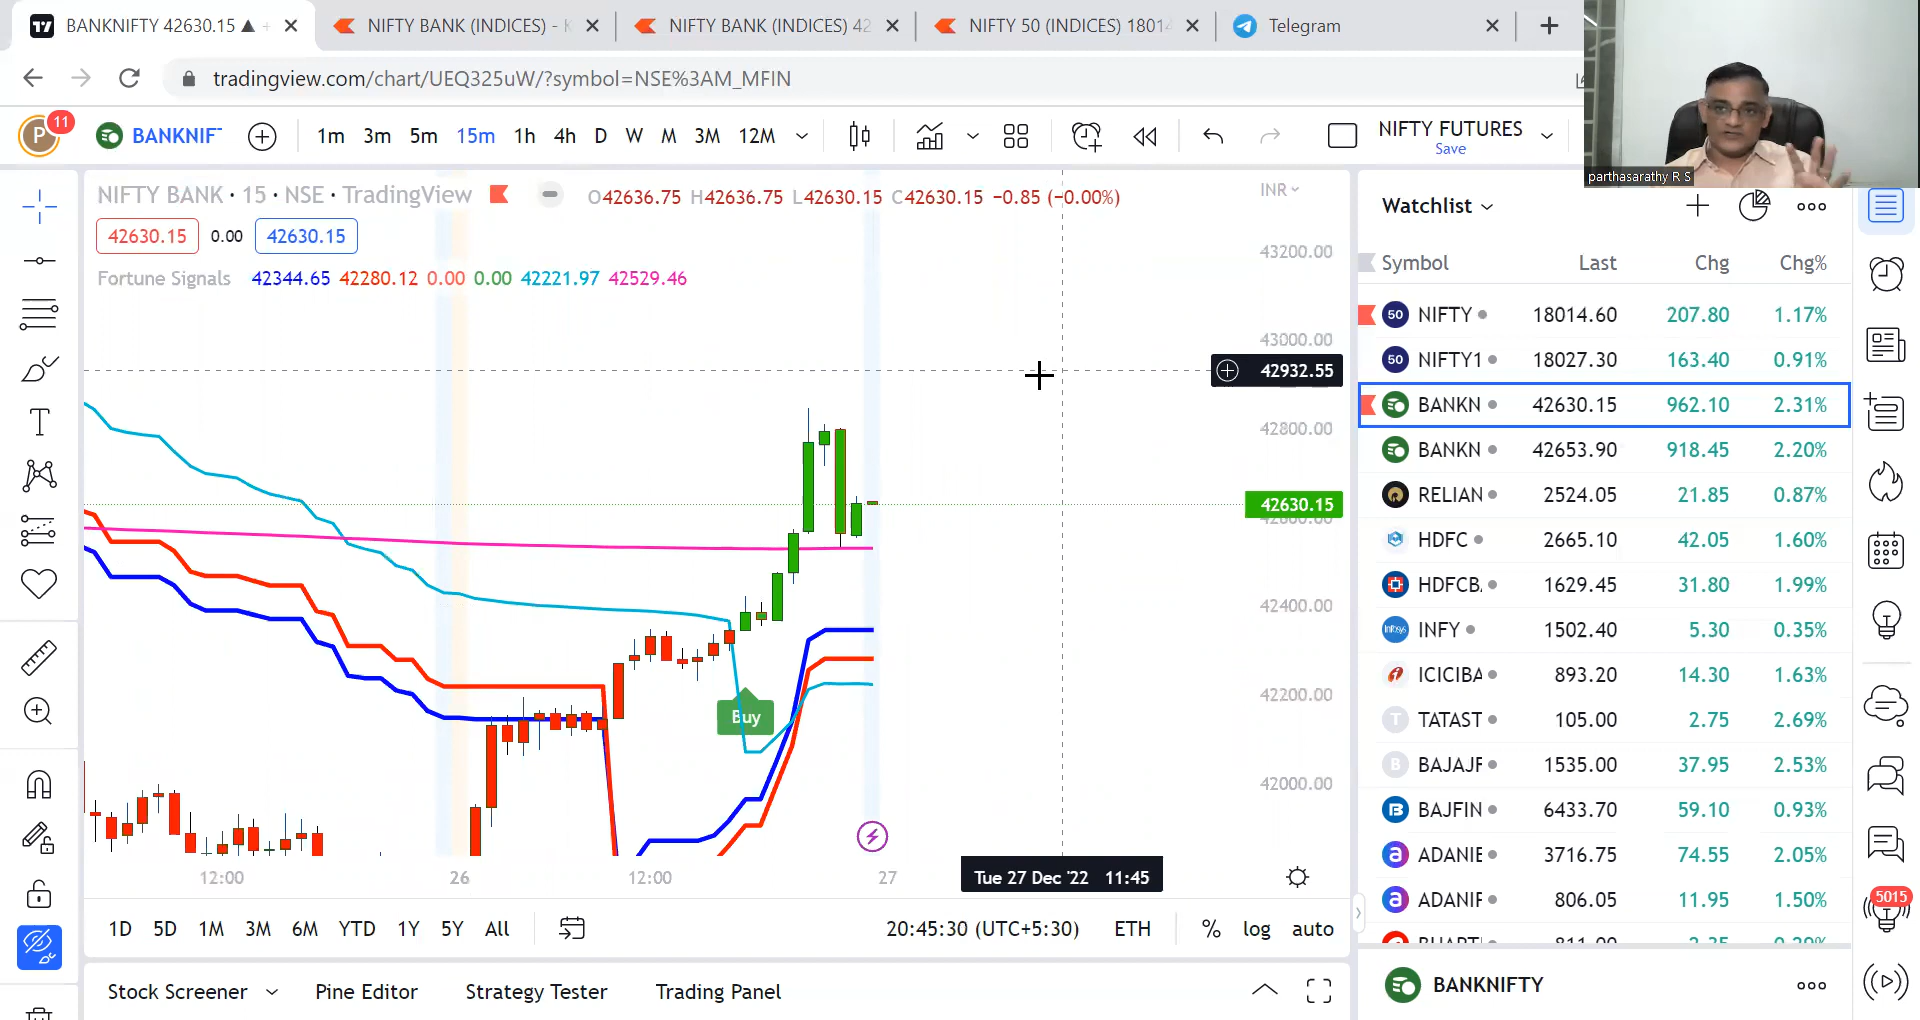 BANKNIFTY 42630.15 ▲
NIFTY BANK (INDICES) - K
NIFTY BANK (INDICES) 42
NIFTY 50 (INDICES) 1801
Telegram
tradingview.com/chart/UEQ325uW/?symbol=NSE%3AM_MFIN
P 11 BANKNIF 1m 3m 5m 15m 1h 4h D W M 3M 12M NIFTY FUTURES
Save
parthasarathy R S
NIFTY BANK · 15 · NSE · TradingView O42636.75 H42636.75 L42630.15 C42630.15 −0.85 (−0.00%) INR
42630.15 0.00 42630.15
Fortune Signals 42344.65 42280.12 0.00 0.00 42221.97 42529.46
43200.00
43000.00
42932.55
42800.00
42630.15
42600.00
42400.00
42200.00
42000.00
Buy
12:00 26 12:00 27 Tue 27 Dec '22 11:45
1D 5D 1M 3M 6M YTD 1Y 5Y All 20:45:30 (UTC+5:30) ETH % log auto
Stock Screener Pine Editor Strategy Tester Trading Panel
Watchlist
Symbol Last Chg Chg%
50 NIFTY 18014.60 207.80 1.17%
50 NIFTY1 18027.30 163.40 0.91%
BANKN 42630.15 962.10 2.31%
BANKN 42653.90 918.45 2.20%
RELIAN 2524.05 21.85 0.87%
HDFC 2665.10 42.05 1.60%
HDFCB 1629.45 31.80 1.99%
Infosys INFY 1502.40 5.30 0.35%
ICICIBA 893.20 14.30 1.63%
T TATAST 105.00 2.75 2.69%
B BAJAJF 1535.00 37.95 2.53%
B BAJFIN 6433.70 59.10 0.93%
a ADANIE 3716.75 74.55 2.05%
a ADANIF 806.05 11.95 1.50%
BANKNIFTY
5015